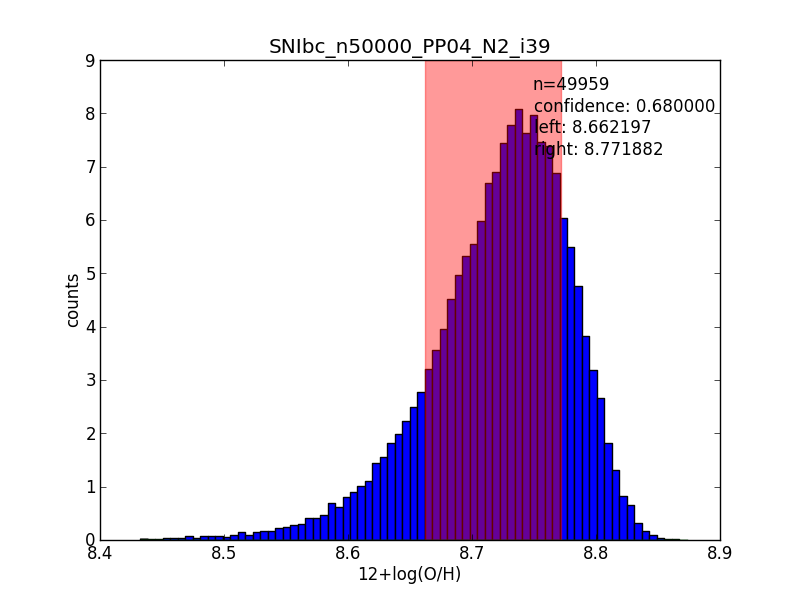 SNIbc_n50000_PP04_N2_i39
9
n=49959
8
confidence: 0.680000
left: 8.662197
right: 8.771882
7
6
5
counts
4
3
2
1
0
8.4 8.5 8.6 8.7 8.8 8.9
12+log(O/H)